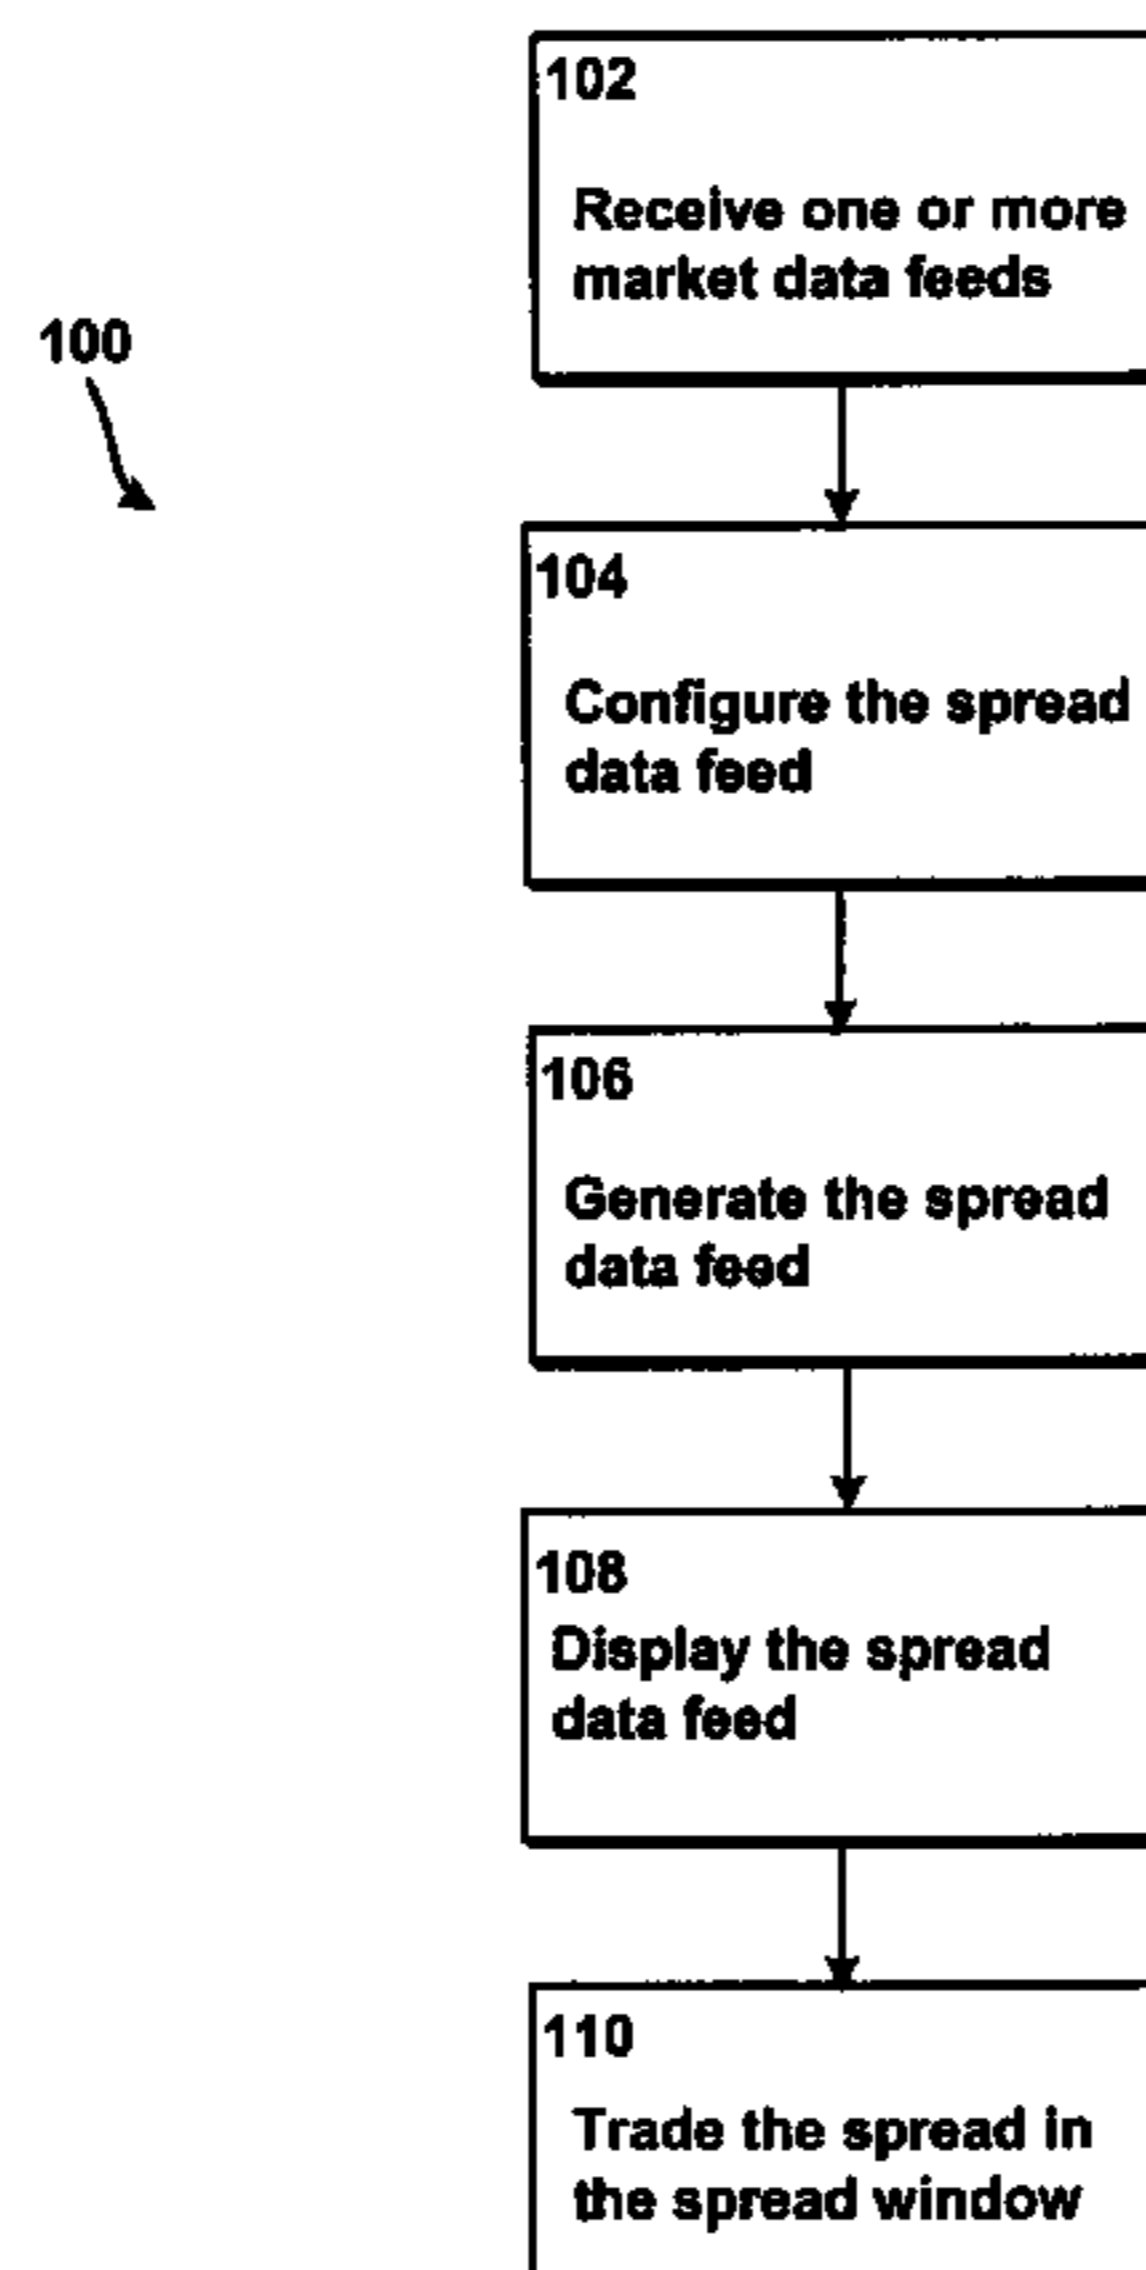 102
Receive one or more
market data feeds
100
104
Configure the spread
data feed
106
Generate the spread
data feed
108
Display the spread
data feed
110
Trade the spread in
the spread window